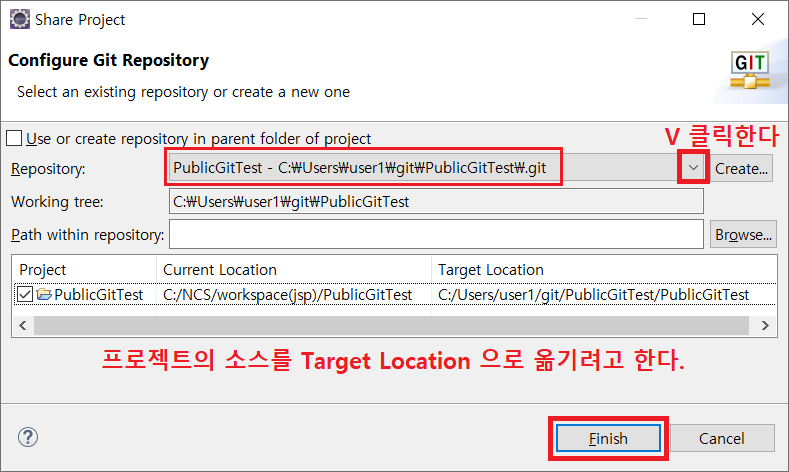 Share Project
Configure Git Repository
Select an existing repository or create a new one
GIT
Use or create repository in parent folder of project
V 클릭한다
Repository: PublicGitTest - C:₩Users₩user1₩git₩PublicGitTest₩.git Create...
Working tree: C:₩Users₩user1₩git₩PublicGitTest
Path within repository: Browse...
Project Current Location Target Location
PublicGitTest C:/NCS/workspace(jsp)/PublicGitTest C:/Users/user1/git/PublicGitTest/PublicGitTest
프로젝트의 소스를 Target Location 으로 옮기려고 한다.
? Finish Cancel